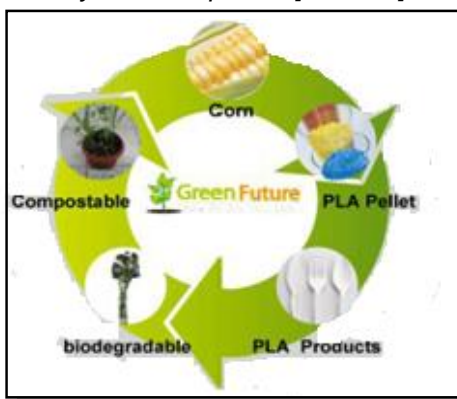 Corn
Compostable
Green Future
PLA Pellet
biodegradable
PLA Products